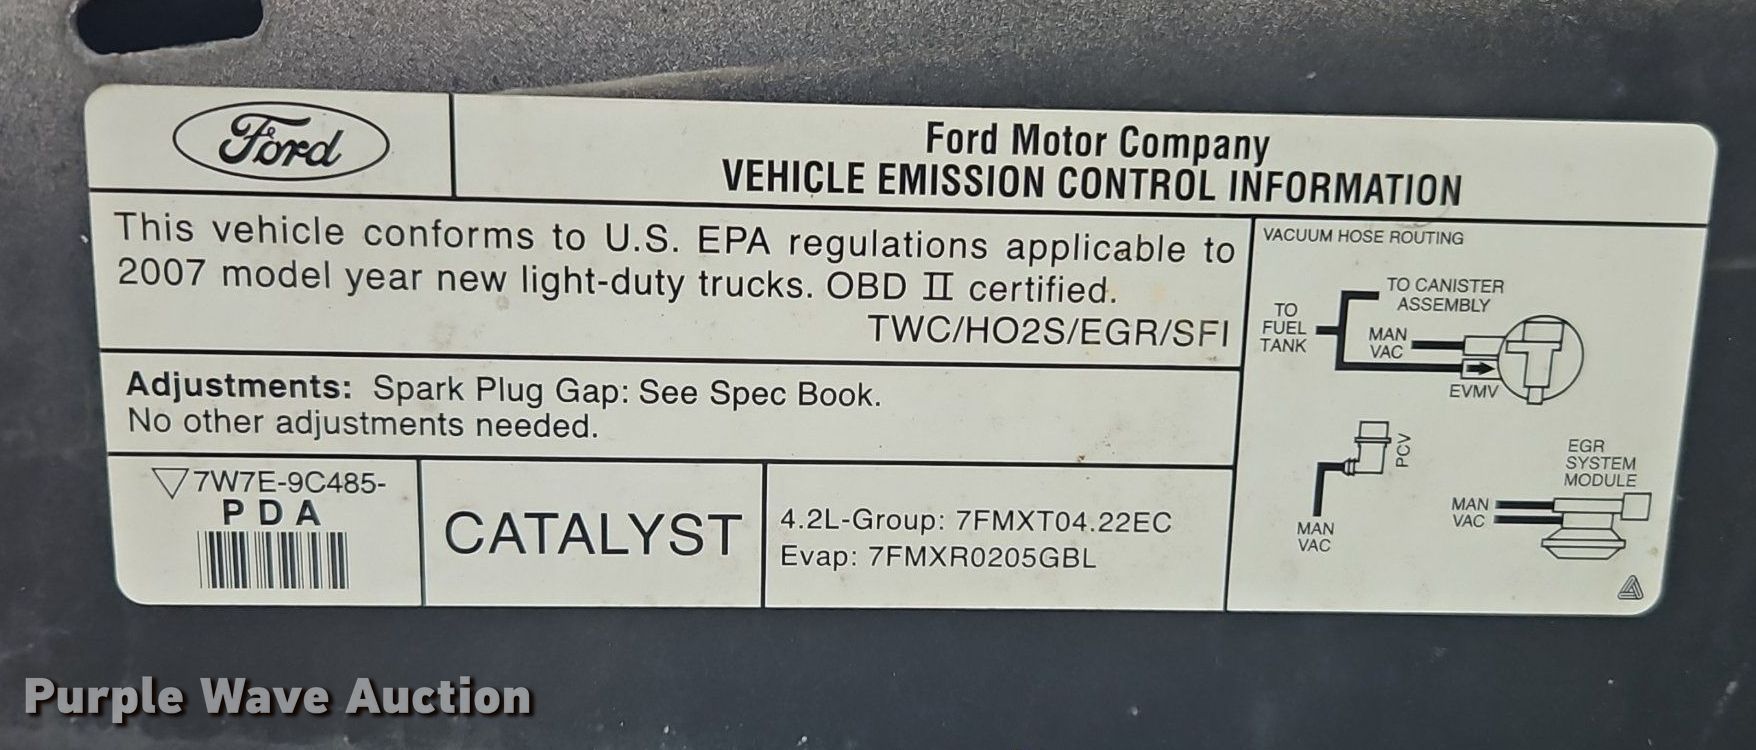 Ford
Ford Motor Company
VEHICLE EMISSION CONTROL INFORMATION
This vehicle conforms to U.S. EPA regulations applicable to
2007 model year new light-duty trucks. OBD II certified.
TWC/HO2S/EGR/SFI
Adjustments: Spark Plug Gap: See Spec Book.
No other adjustments needed.
7W7E-9C485-
PDA
CATALYST
4.2L-Group: 7FMXT04.22EC
Evap: 7FMXR0205GBL
VACUUM HOSE ROUTING
TO CANISTER
ASSEMBLY
TO
FUEL
TANK
MAN
VAC
EVMV
PCV
MAN
VAC
EGR
SYSTEM
MODULE
MAN
VAC
Purple Wave Auction